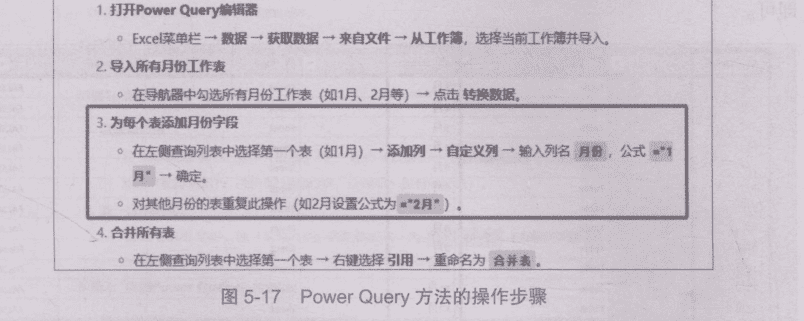 1. 打开Power Query编辑器
○ Excel菜单栏 → 数据 → 获取数据 → 来自文件 → 从工作簿，选择当前工作簿并导入。
2. 导入所有月份工作表
○ 在导航器中勾选所有月份工作表（如1月、2月等）→ 点击 转换数据。
3. 为每个表添加月份字段
○ 在左侧查询列表中选择第一个表（如1月）→ 添加列 → 自定义列 → 输入列名 月份 ，公式 ="1
月" → 确定。
○ 对其他月份的表重复此操作（如2月设置公式为 ="2月" ）。
4. 合并所有表
○ 在左侧查询列表中选择第一个表 → 右键选择 引用 → 重命名为 合并表 。
图 5-17 Power Query 方法的操作步骤